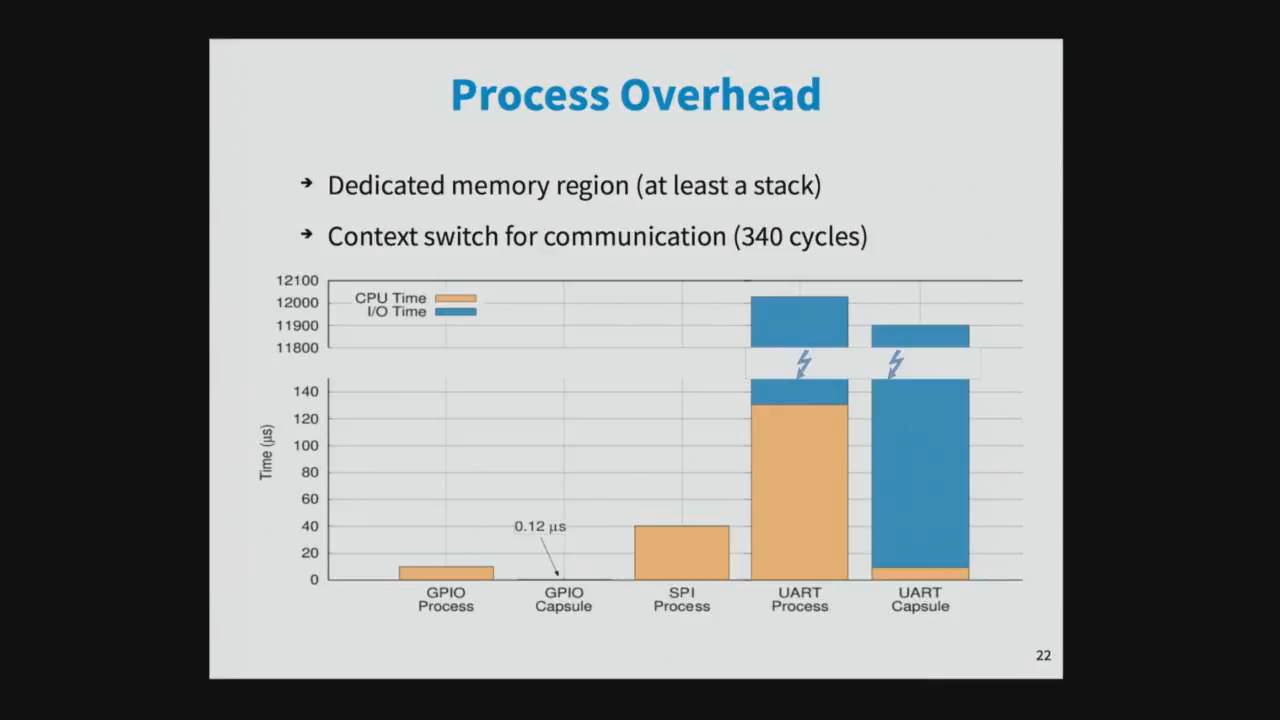 Process Overhead
➔ Dedicated memory region (at least a stack)
➔ Context switch for communication (340 cycles)
12100
12000
11900
11800
CPU Time
I/O Time
140
120
100
80
60
40
20
0
Time (µs)
0.12 µs
GPIO Process
GPIO Capsule
SPI Process
UART Process
UART Capsule
22